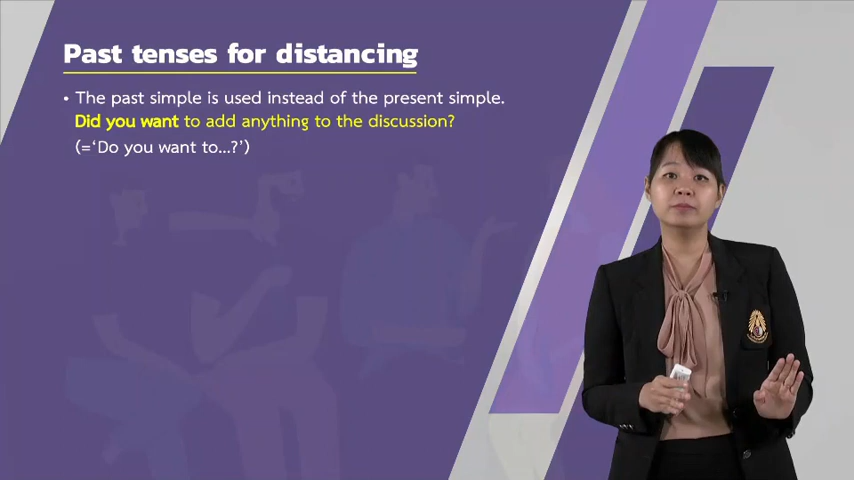 Past tenses for distancing
• The past simple is used instead of the present simple.
Did you want to add anything to the discussion?
(=‘Do you want to...?’)